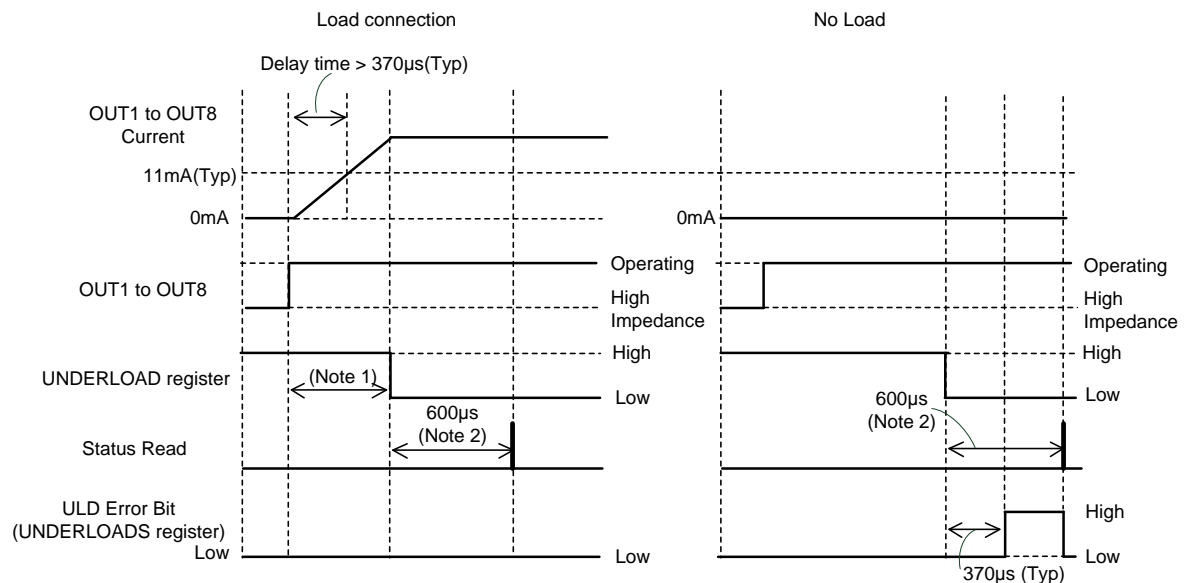 Load connection
No Load
Delay time > 370µs(Typ)
OUT1 to OUT8
Current
11mA(Typ)
0mA
0mA
OUT1 to OUT8
Operating
High
Impedance
Operating
High
Impedance
UNDERLOAD register
(Note 1)
High
Low
600µs
(Note 2)
High
Low
600µs
(Note 2)
Status Read
ULD Error Bit
(UNDERLOADS register)
Low
Low
High
Low
370µs (Typ)